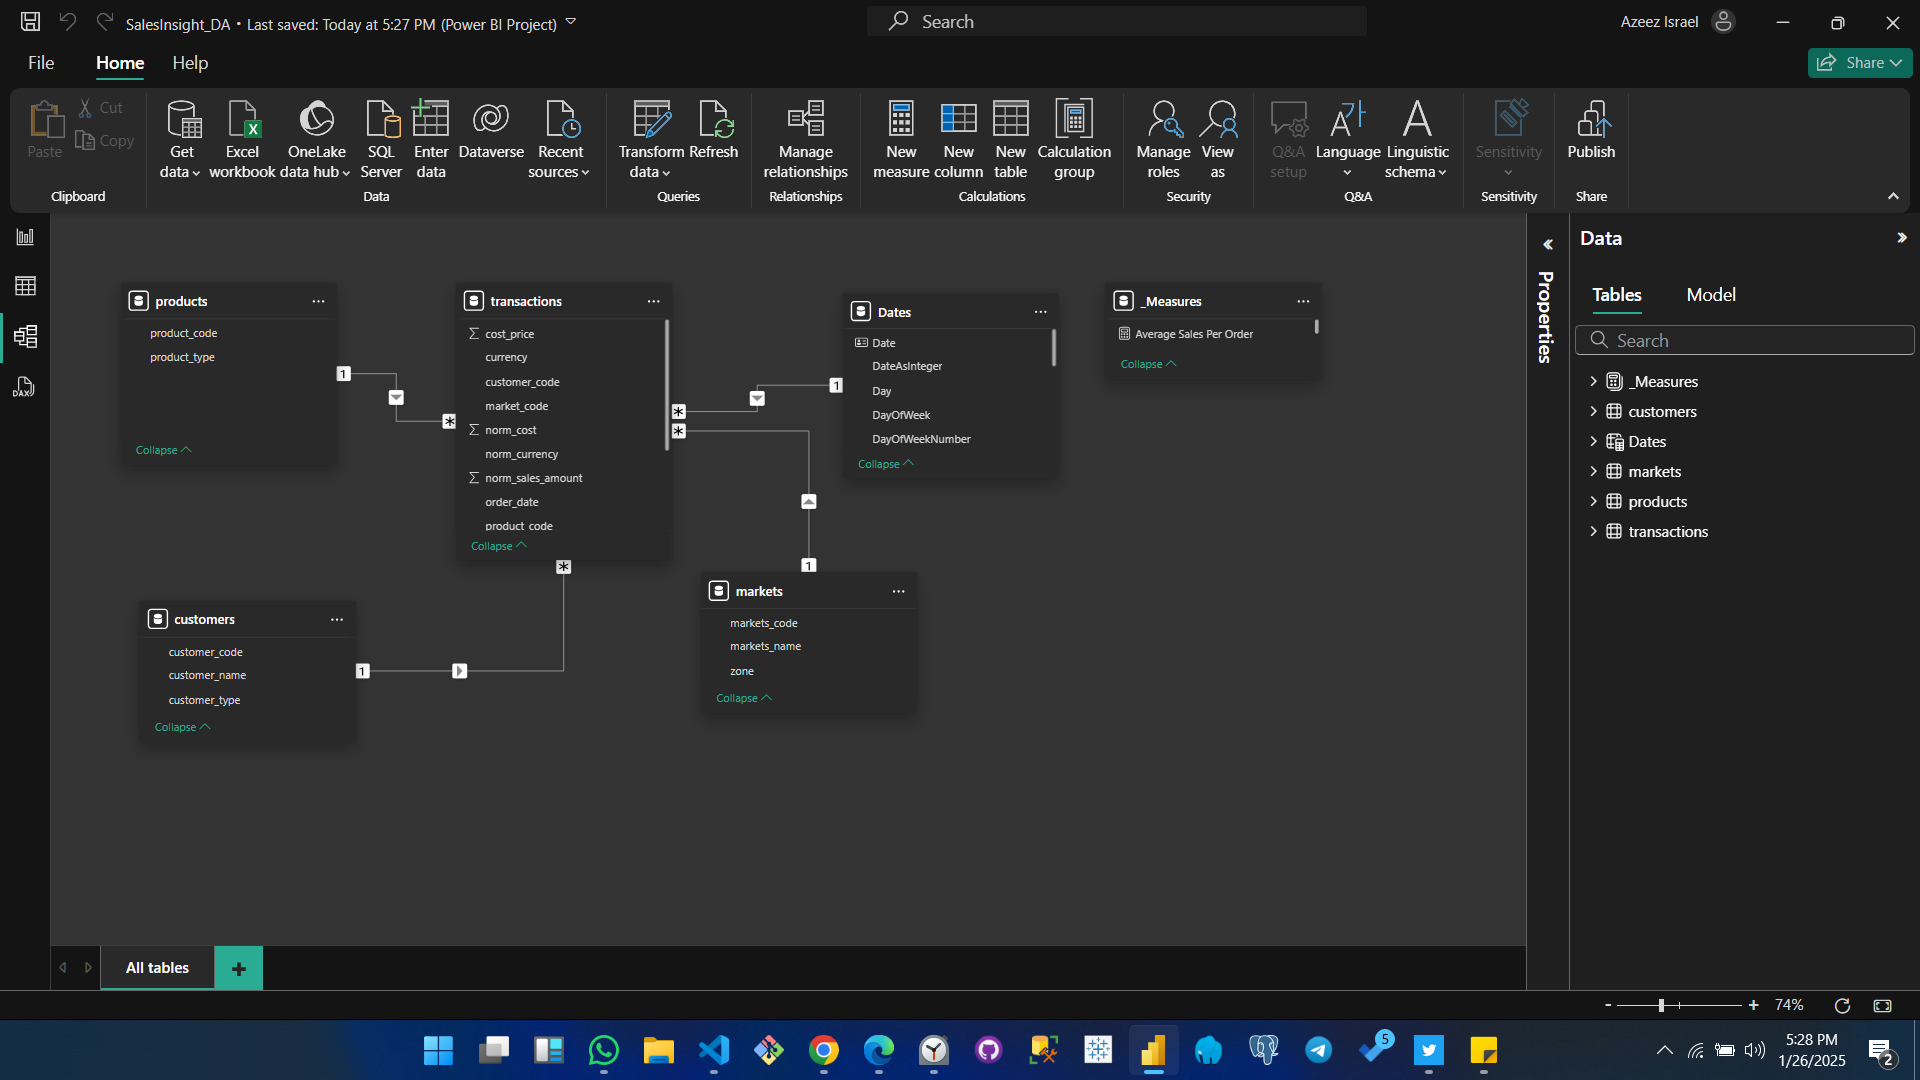 SalesInsight_DA • Last saved: Today at 5:27 PM (Power BI Project)
Search
Azeez Israel
File
Home
Help
Share
Paste
Cut
Copy
Clipboard
Get data
Excel workbook
OneLake data hub
SQL Server
Enter data
Dataverse
Recent sources
Data
Transform data
Refresh
Queries
Manage relationships
Relationships
New measure
New column
New table
Calculation group
Calculations
Manage roles
View as
Security
Q&A setup
Language
Linguistic schema
Q&A
Sensitivity
Sensitivity
Publish
Share
DAX
products
product_code
product_type
Collapse
1
*
transactions
cost_price
currency
customer_code
market_code
norm_cost
norm_currency
norm_sales_amount
order_date
product_code
Collapse
*
*
1
*
Dates
Date
DateAsInteger
Day
DayOfWeek
DayOfWeekNumber
Collapse
_Measures
Average Sales Per Order
Collapse
1
markets
markets_code
markets_name
zone
Collapse
customers
customer_code
customer_name
customer_type
Collapse
1
Properties
Data
Tables
Model
Search
_Measures
customers
Dates
markets
products
transactions
All tables
+
- + 74%
5
5:28 PM
1/26/2025
2